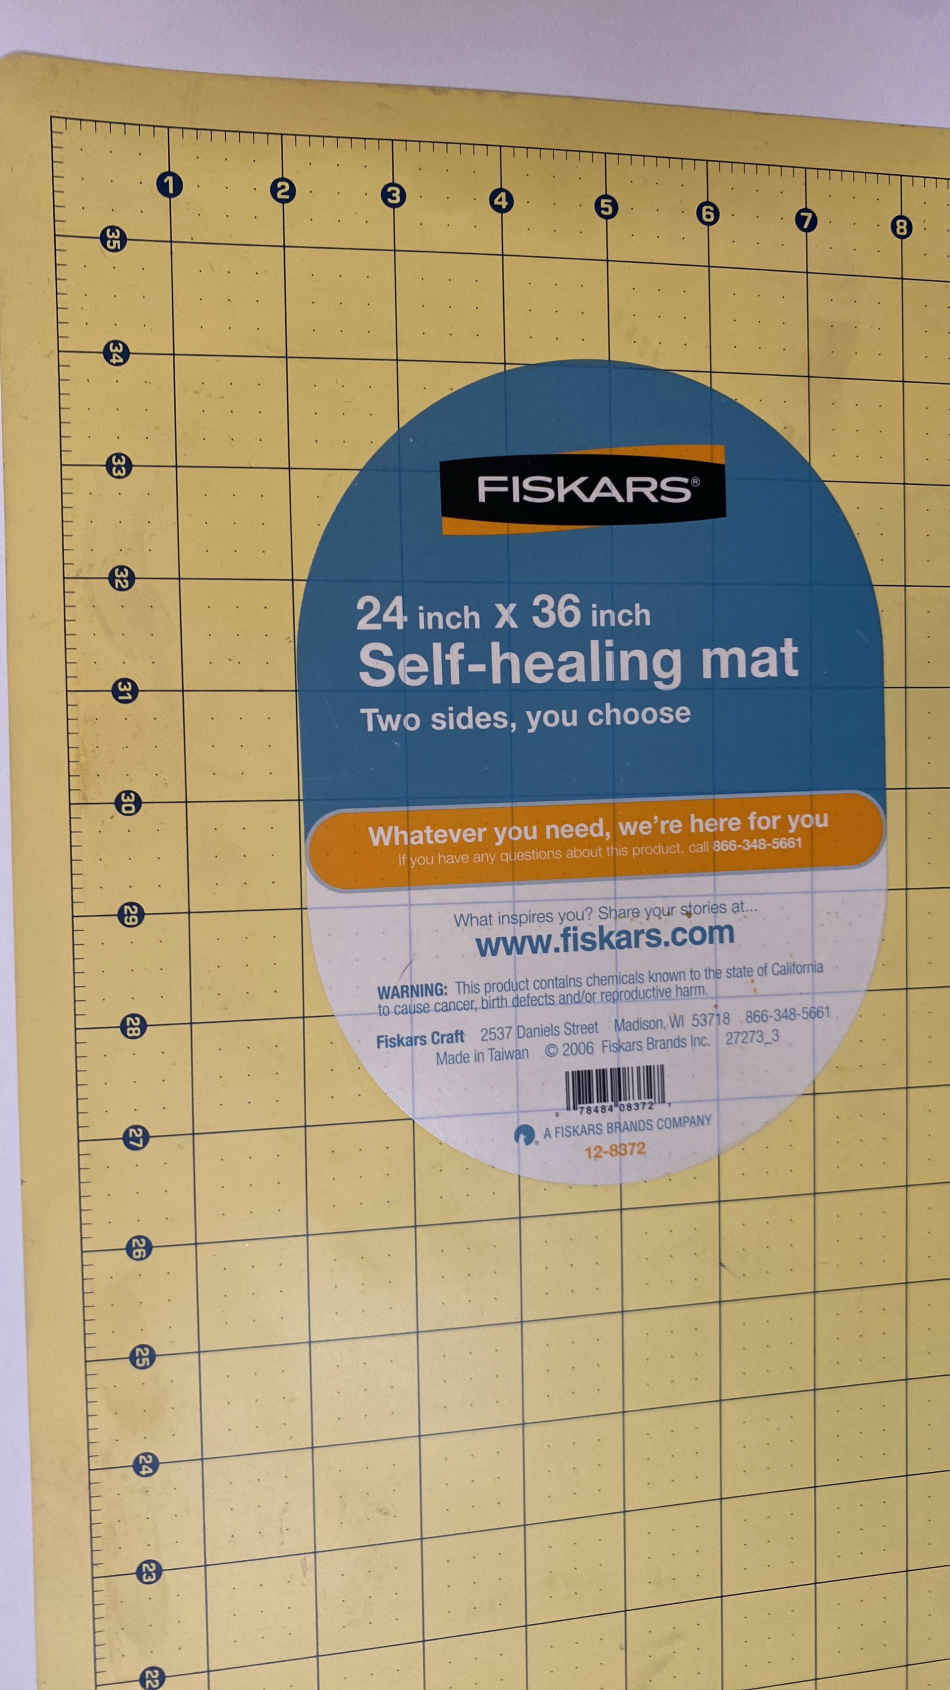 1 2 3 4 5 6 7 8
35
34
33
FISKARS®
32
24 inch x 36 inch
Self-healing mat
31
Two sides, you choose
30
Whatever you need, we're here for you
If you have any questions about this product, call 866-348-5661
29
What inspires you? Share your stories at...
www.fiskars.com
WARNING: This product contains chemicals known to the state of California
to cause cancer, birth defects and/or reproductive harm.
28
Fiskars Craft 2537 Daniels Street Madison, WI 53718 866-348-5661
Made in Taiwan © 2006 Fiskars Brands Inc. 27273_3
78484 08372
27
A FISKARS BRANDS COMPANY
12-8372
26
25
24
23
22